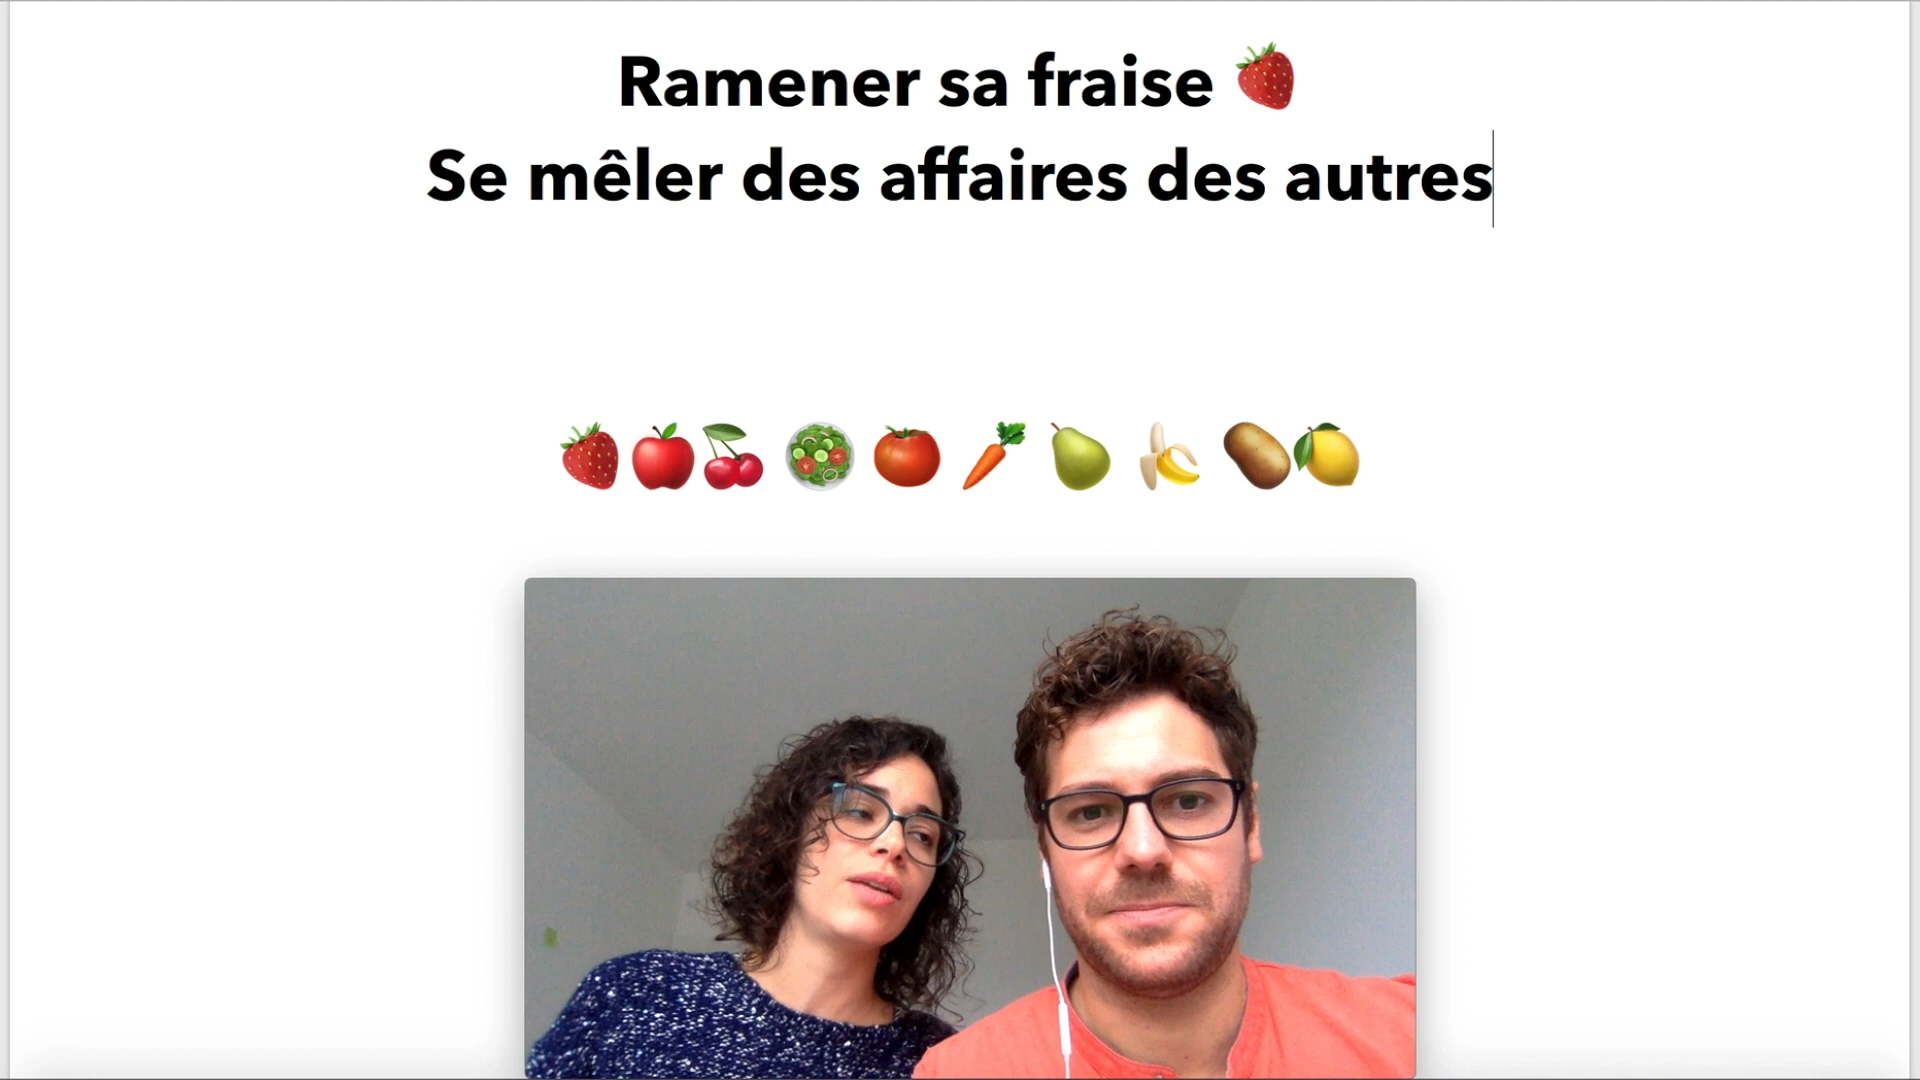 Ramener sa fraise 🍓
Se mêler des affaires des autres